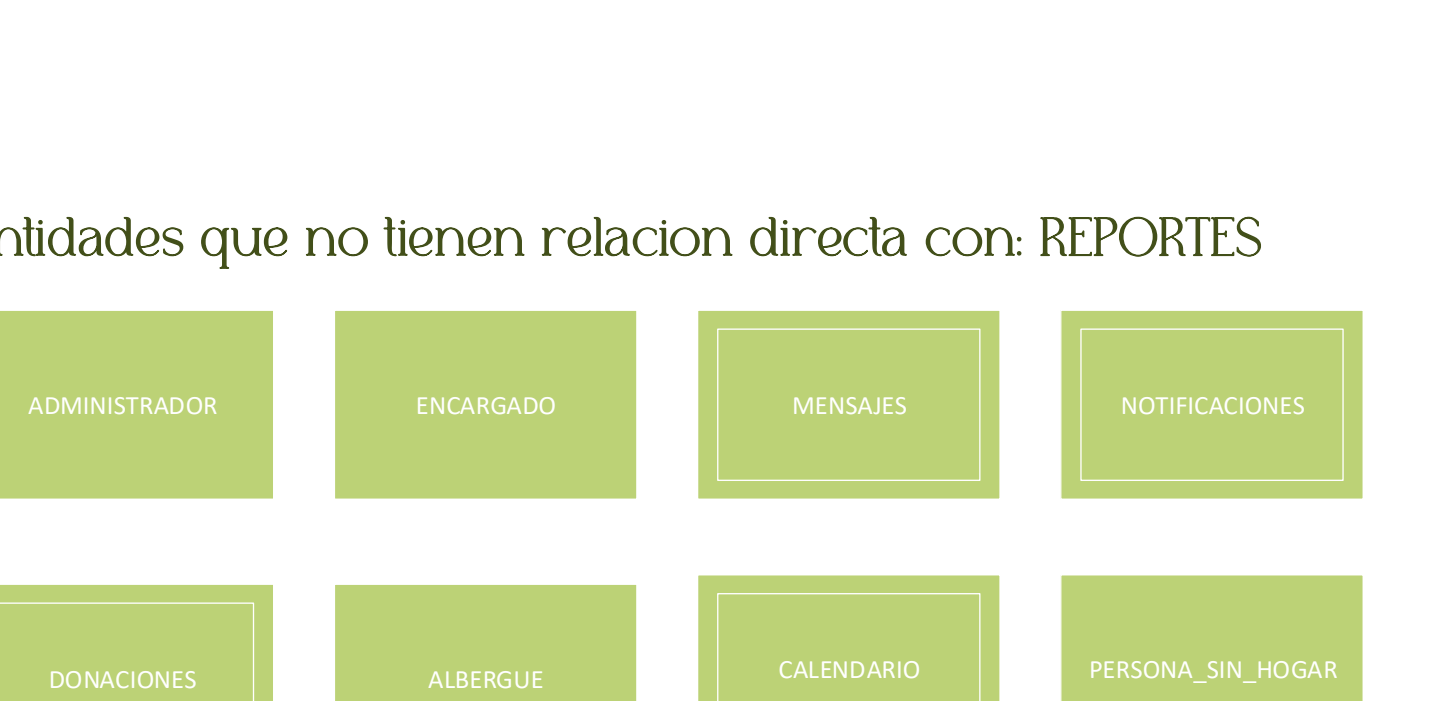 ntidades que no tienen relacion directa con: REPORTES
ADMINISTRADOR
ENCARGADO
MENSAJES
NOTIFICACIONES
DONACIONES
ALBERGUE
CALENDARIO
PERSONA_SIN_HOGAR